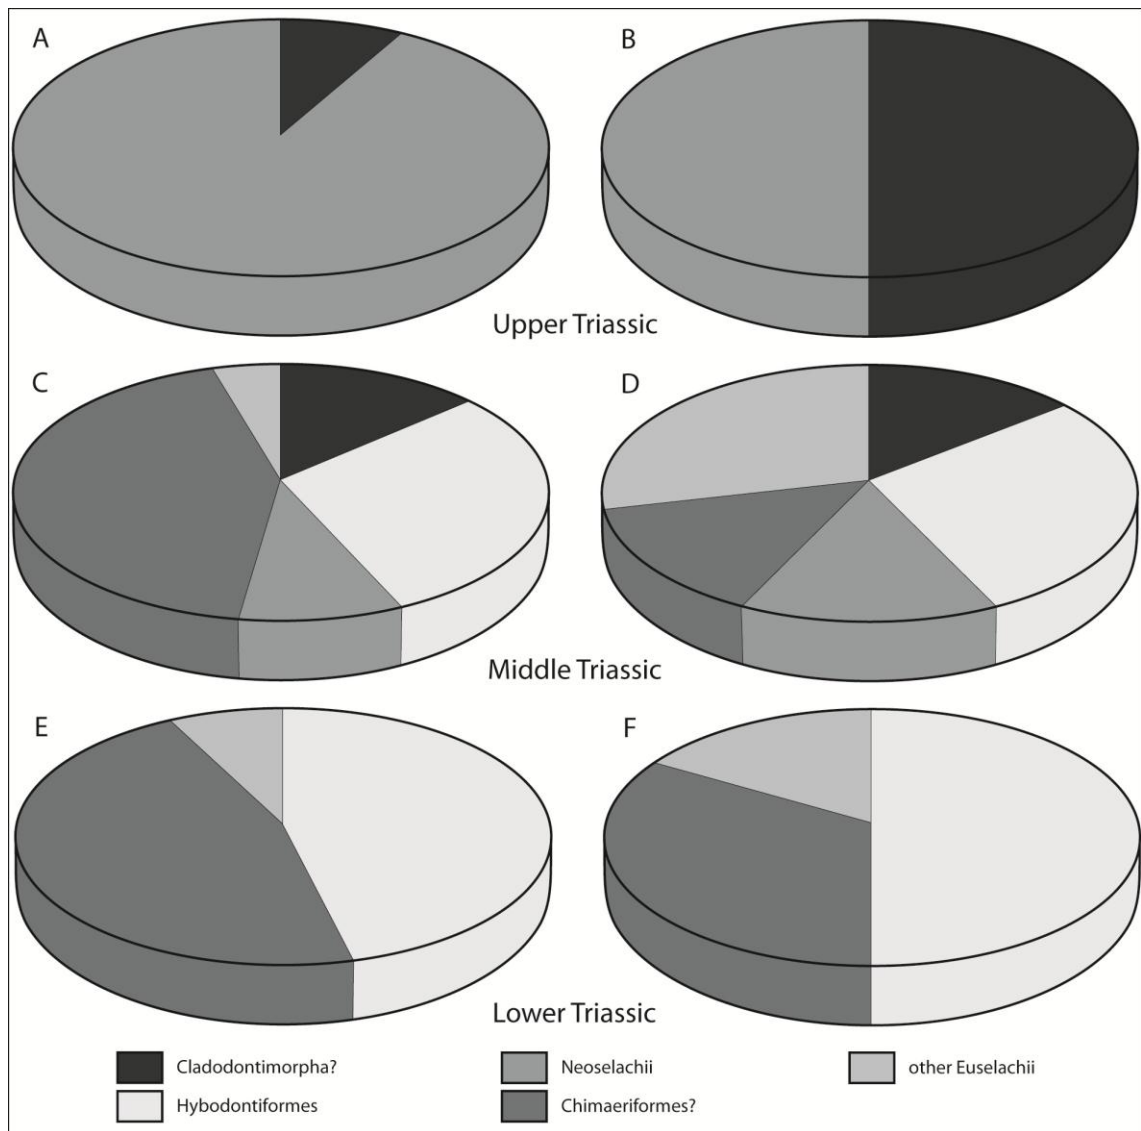 A
B
Upper Triassic
C
D
Middle Triassic
E
F
Lower Triassic
Cladodontimorpha?
Neoselachii
other Euselachii
Hybodontiformes
Chimaeriformes?